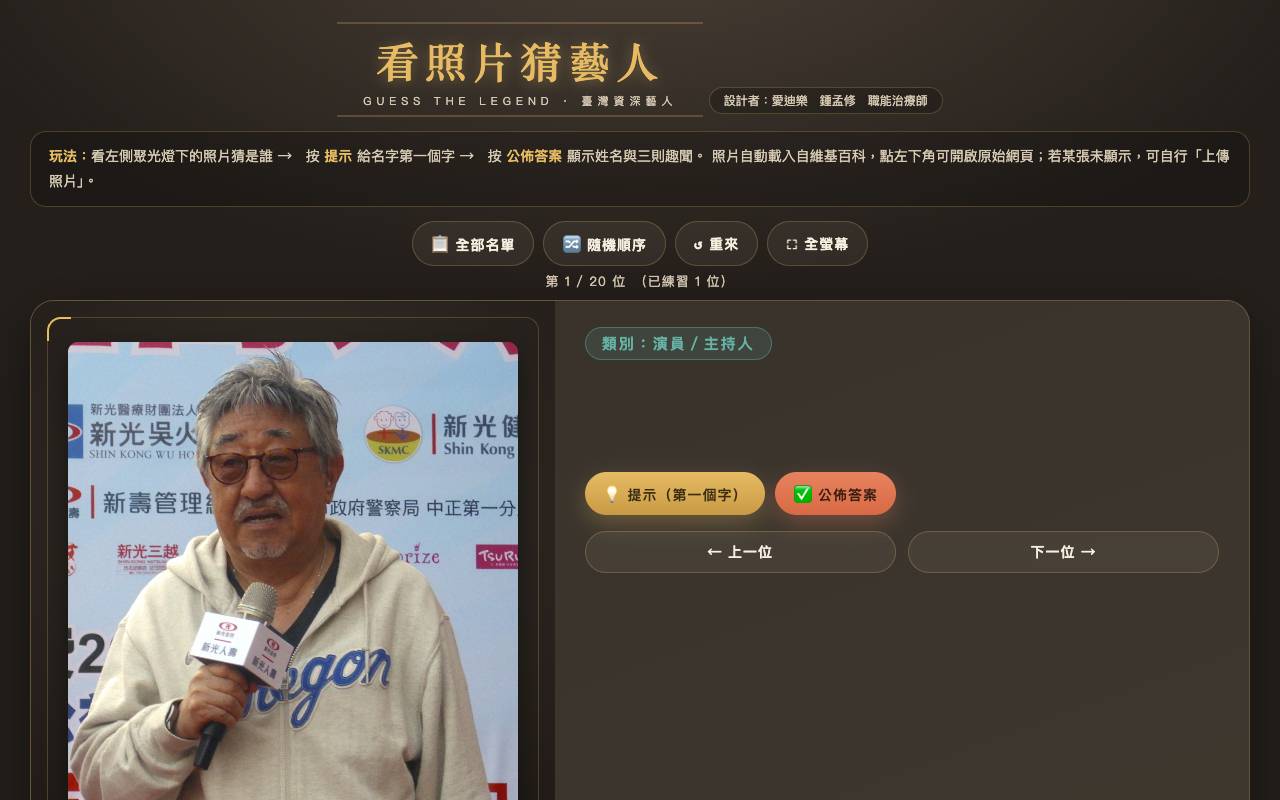 看照片猜藝人
GUESS THE LEGEND · 臺灣資深藝人
設計者：愛迪樂　鍾孟修　職能治療師
玩法：看左側聚光燈下的照片猜是誰 →　按 提示 給名字第一個字 →　按 公佈答案 顯示姓名與三則趣聞。 照片自動載入自維基百科，點左下角可開啟原始網頁；若某張未顯示，可自行「上傳
照片」。
📋 全部名單
🔀 隨機順序
↺ 重來
⛶ 全螢幕
第 1 / 20 位　(已練習 1 位)
新光醫療財團法人
新光吳火
SHIN KONG WU HO
SKMC
新光健
Shin Kong
新壽管理
政府警察局 中正第一分
新光三越
rize
TSURU
2
新光人壽
新光人壽
egon
類別：演員 / 主持人
💡 提示（第一個字）
✅ 公佈答案
← 上一位
下一位 →